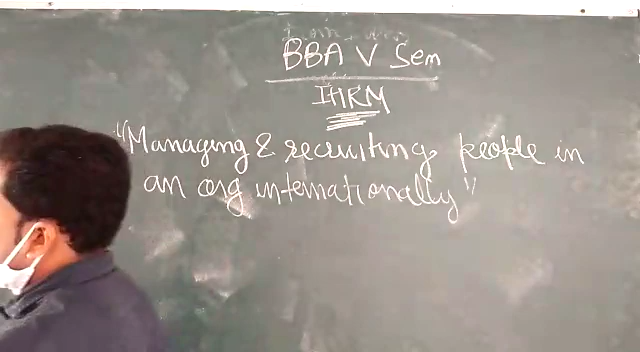 BBA V Sem
IHRM
"Managing & recruiting people in
an org internationally"